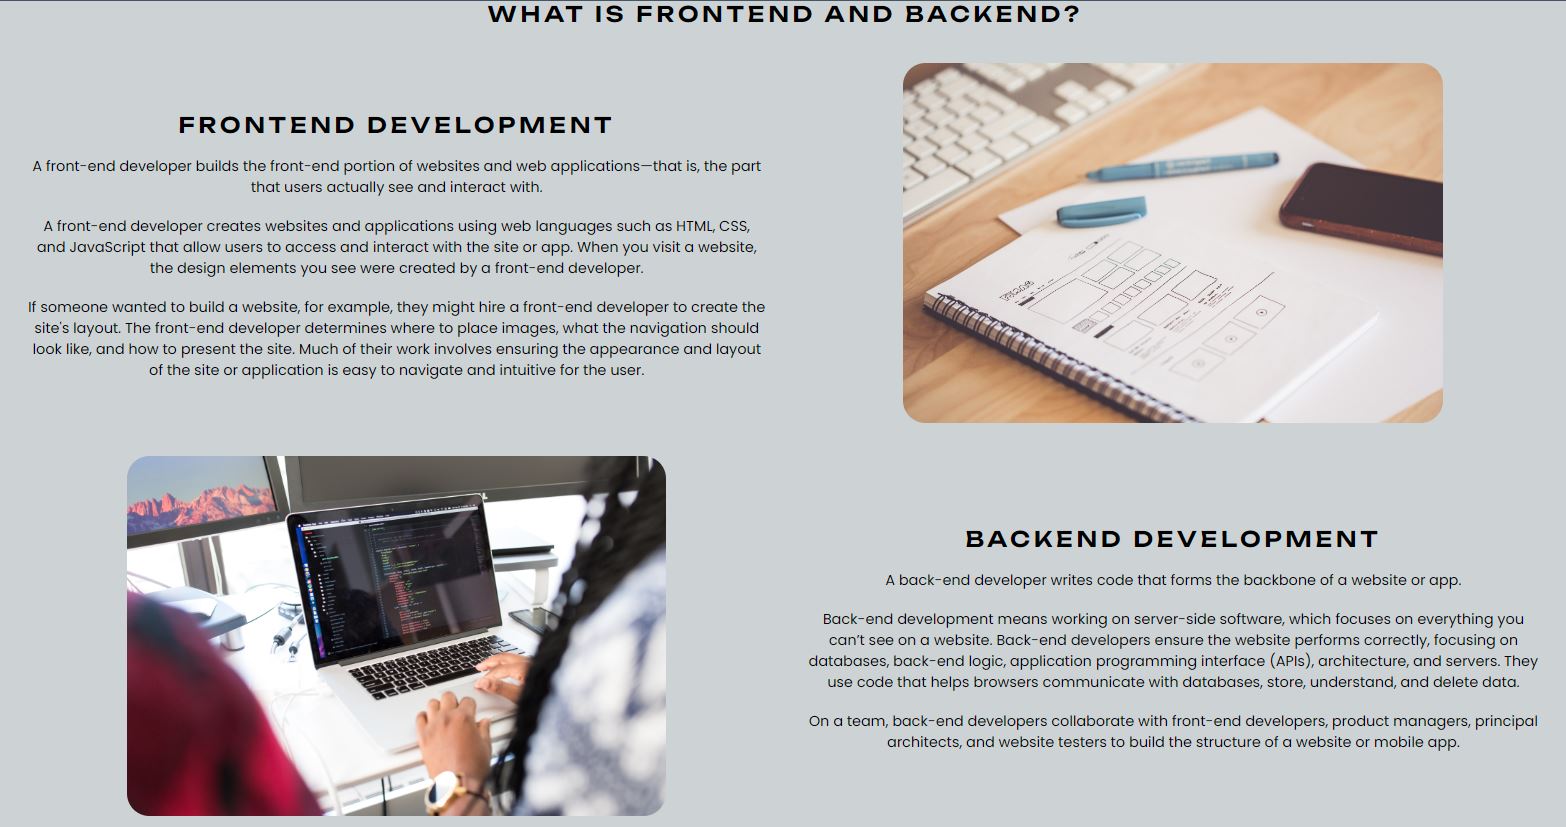 WHAT IS FRONTEND AND BACKEND?
FRONTEND DEVELOPMENT
A front-end developer builds the front-end portion of websites and web applications—that is, the part
that users actually see and interact with.
A front-end developer creates websites and applications using web languages such as HTML, CSS,
and JavaScript that allow users to access and interact with the site or app. When you visit a website,
the design elements you see were created by a front-end developer.
If someone wanted to build a website, for example, they might hire a front-end developer to create the
site's layout. The front-end developer determines where to place images, what the navigation should
look like, and how to present the site. Much of their work involves ensuring the appearance and layout
of the site or application is easy to navigate and intuitive for the user.
BACKEND DEVELOPMENT
A back-end developer writes code that forms the backbone of a website or app.
Back-end development means working on server-side software, which focuses on everything you
can’t see on a website. Back-end developers ensure the website performs correctly, focusing on
databases, back-end logic, application programming interface (APIs), architecture, and servers. They
use code that helps browsers communicate with databases, store, understand, and delete data.
On a team, back-end developers collaborate with front-end developers, product managers, principal
architects, and website testers to build the structure of a website or mobile app.